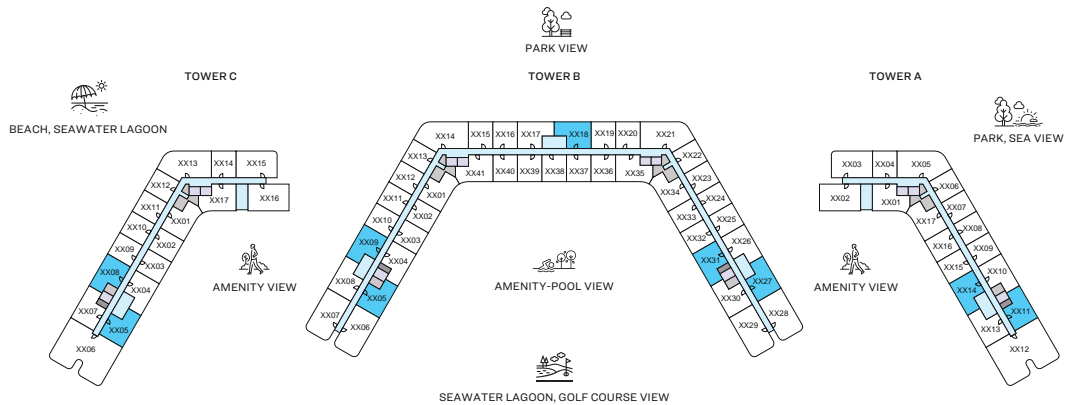 PARK VIEW
TOWER C
TOWER B
TOWER A
BEACH, SEAWATER LAGOON
PARK, SEA VIEW
XX13
XX14
XX15
XX12
XX11
XX10
XX09
XX08
XX07
XX06
XX05
XX04
XX03
XX02
XX01
XX17
XX16
AMENITY VIEW
XX14
XX15
XX16
XX17
XX18
XX19
XX20
XX21
XX13
XX12
XX11
XX10
XX09
XX08
XX07
XX06
XX05
XX04
XX03
XX02
XX01
XX41
XX40
XX39
XX38
XX37
XX36
XX35
XX34
XX33
XX32
XX31
XX30
XX29
XX28
XX27
XX26
XX25
XX24
XX23
XX22
AMENITY-POOL VIEW
AMENITY VIEW
XX03
XX04
XX05
XX02
XX01
XX06
XX07
XX08
XX09
XX10
XX11
XX12
XX13
XX14
XX15
XX16
XX17
SEAWATER LAGOON, GOLF COURSE VIEW